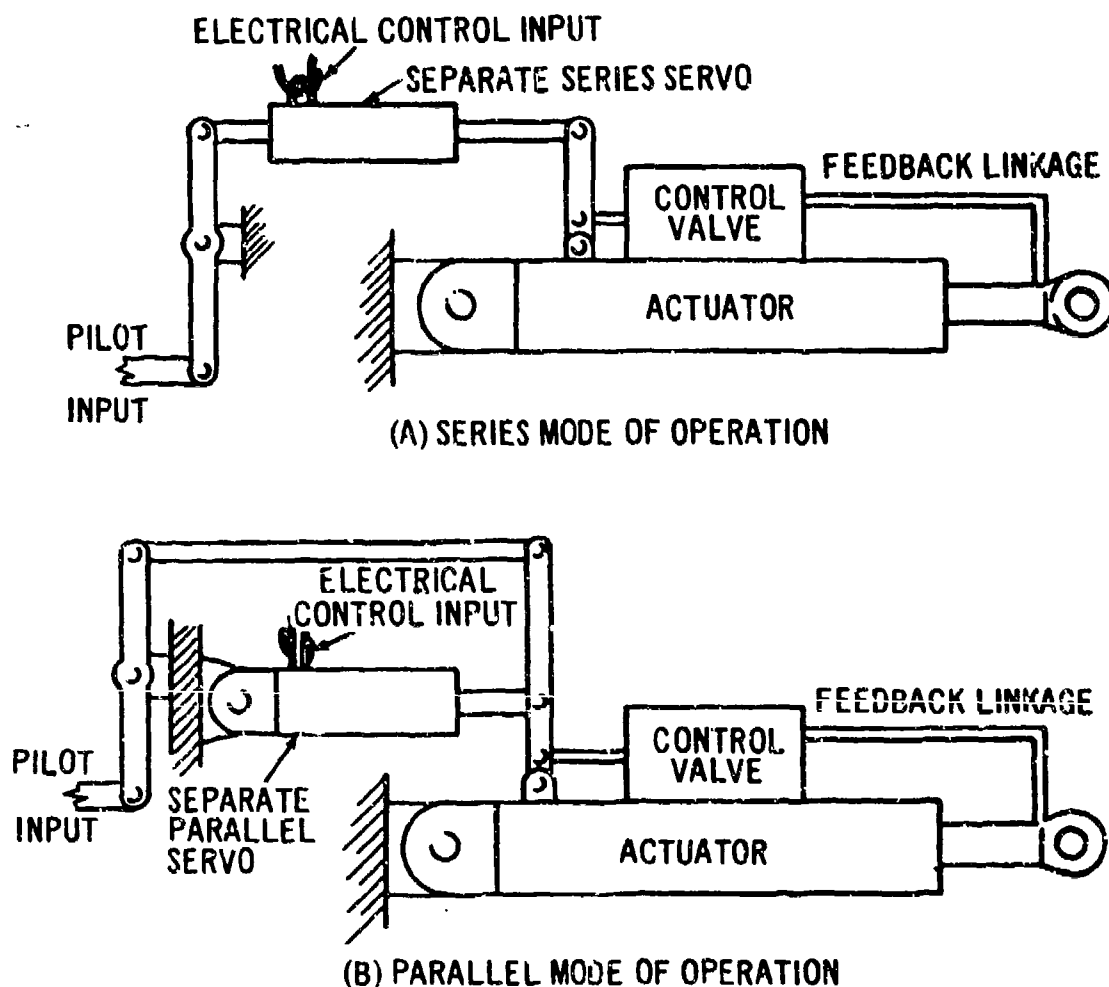 ELECTRICAL CONTROL INPUT
SEPARATE SERIES SERVO
FEEDBACK LINKAGE
CONTROL
VALVE
ACTUATOR
PILOT
INPUT
(A) SERIES MODE OF OPERATION
ELECTRICAL
CONTROL INPUT
FEEDBACK LINKAGE
CONTROL
VALVE
PILOT
INPUT
SEPARATE
PARALLEL
SERVO
ACTUATOR
(B) PARALLEL MODE OF OPERATION